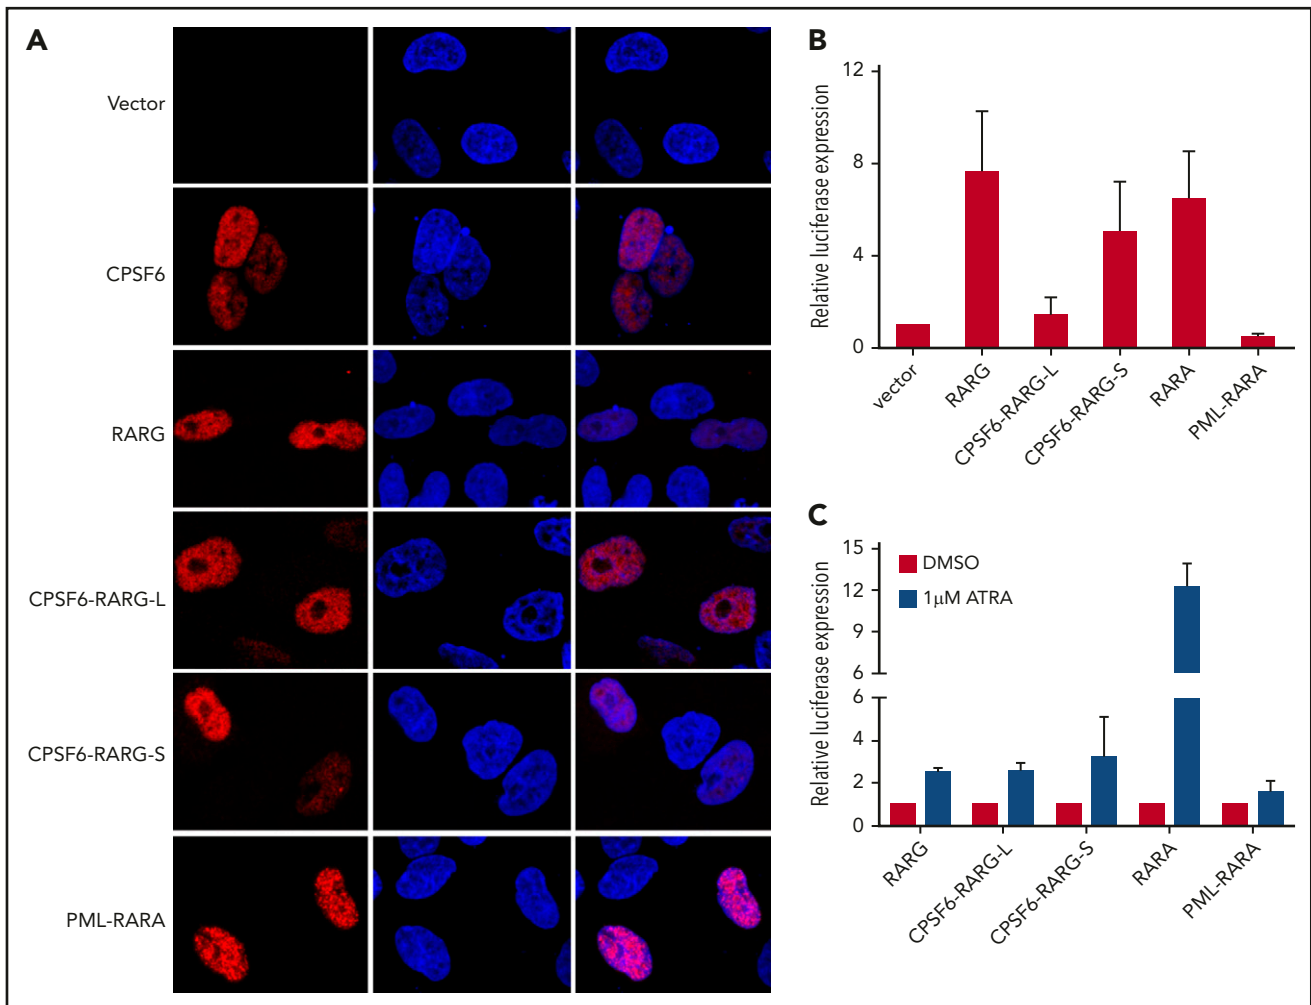 A
Vector
CPSF6
RARG
CPSF6-RARG-L
CPSF6-RARG-S
PML-RARA
B
Relative luciferase expression
12
8
4
0
vector
RARG
CPSF6-RARG-L
CPSF6-RARG-S
RARA
PML-RARA
C
Relative luciferase expression
15
12
9
6
6
4
2
0
DMSO
1μM ATRA
RARG
CPSF6-RARG-L
CPSF6-RARG-S
RARA
PML-RARA